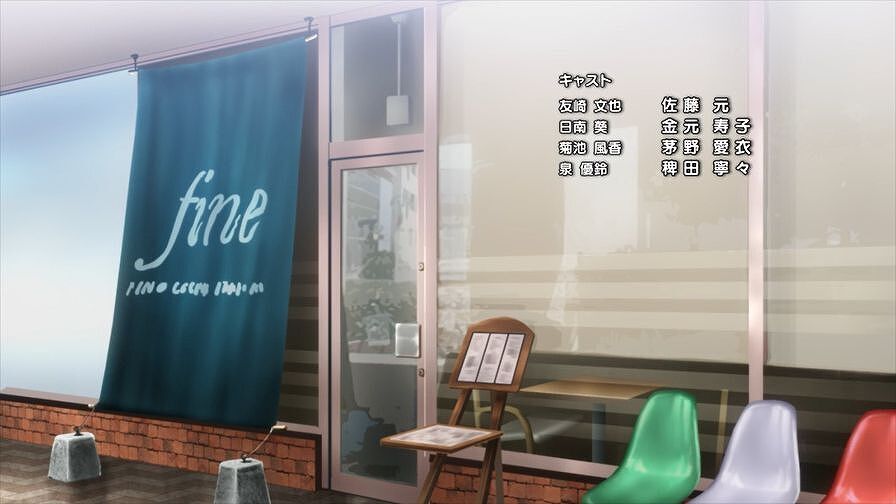 fine
キャスト
友崎 文也 佐藤 元
日南 葵 金元 寿子
菊池 風香 茅野 愛衣
泉 優鈴 稗田 寧々